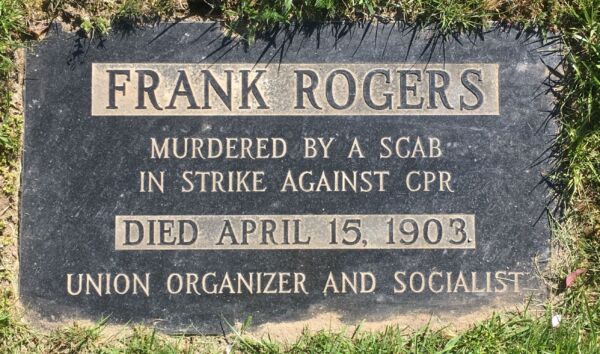 FRANK ROGERS
MURDERED BY A SCAB
IN STRIKE AGAINST CPR
DIED APRIL 15, 1903.
UNION ORGANIZER AND SOCIALIST